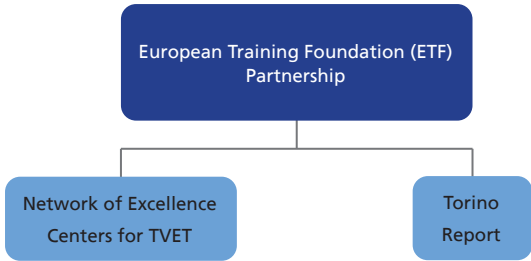 European Training Foundation (ETF)
Partnership
Network of Excellence
Centers for TVET
Torino
Report